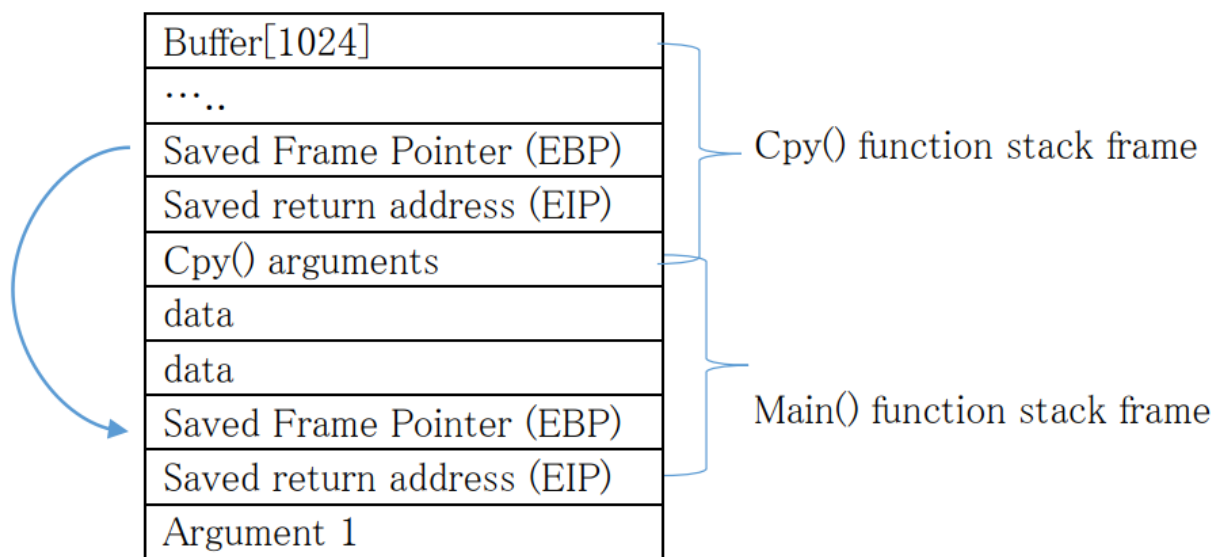 Buffer[1024]
…..
Saved Frame Pointer (EBP)
Cpy() function stack frame
Saved return address (EIP)
Cpy() arguments
data
data
Saved Frame Pointer (EBP)
Main() function stack frame
Saved return address (EIP)
Argument 1